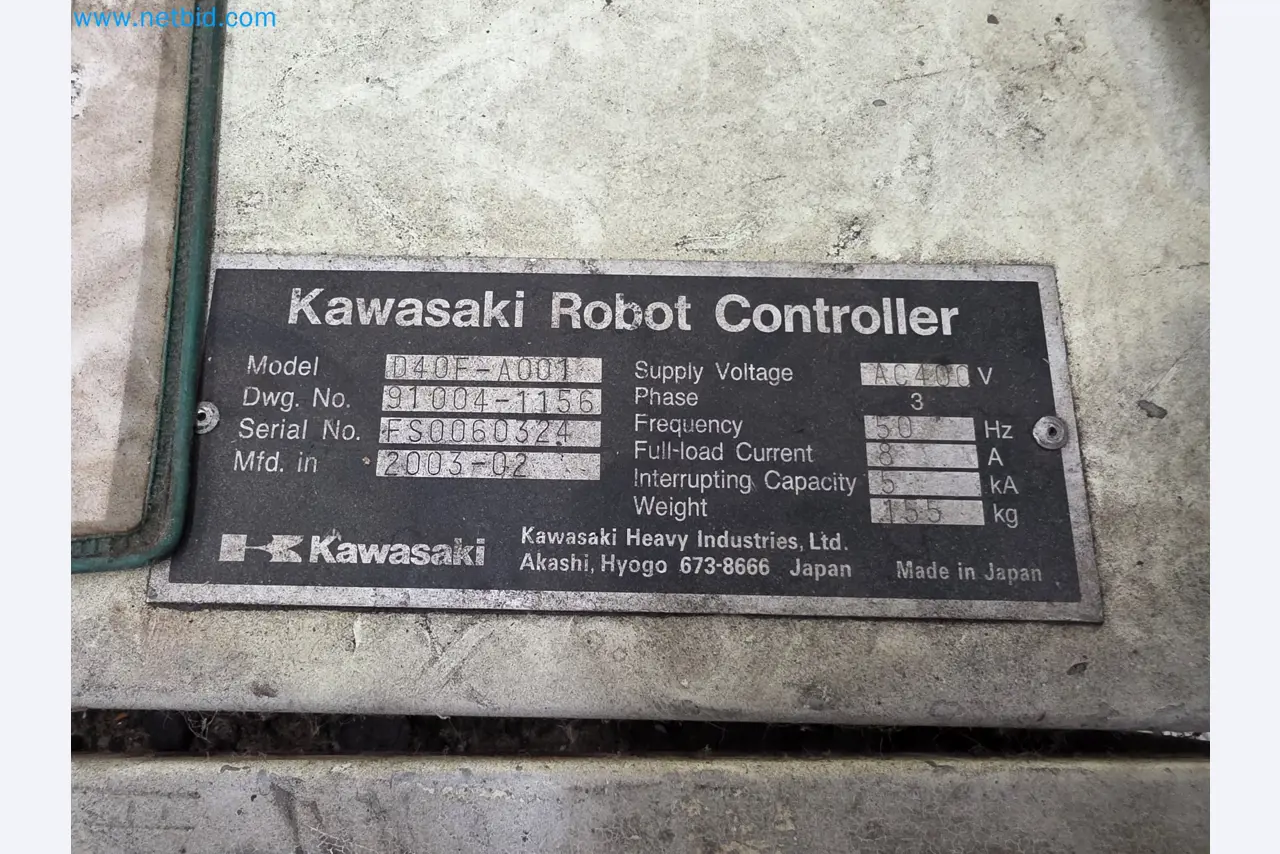 www.netbid.com
Kawasaki Robot Controller
Model D40F-A001
Dwg. No. 91004-1156
Serial No. FS0060324
Mfd. in 2003-02
Supply Voltage AC400 V
Phase 3
Frequency 50 Hz
Full-load Current 8 A
Interrupting Capacity 5 kA
Weight 155 kg
Kawasaki
Kawasaki Heavy Industries, Ltd.
Akashi, Hyogo 673-8666 Japan
Made in Japan